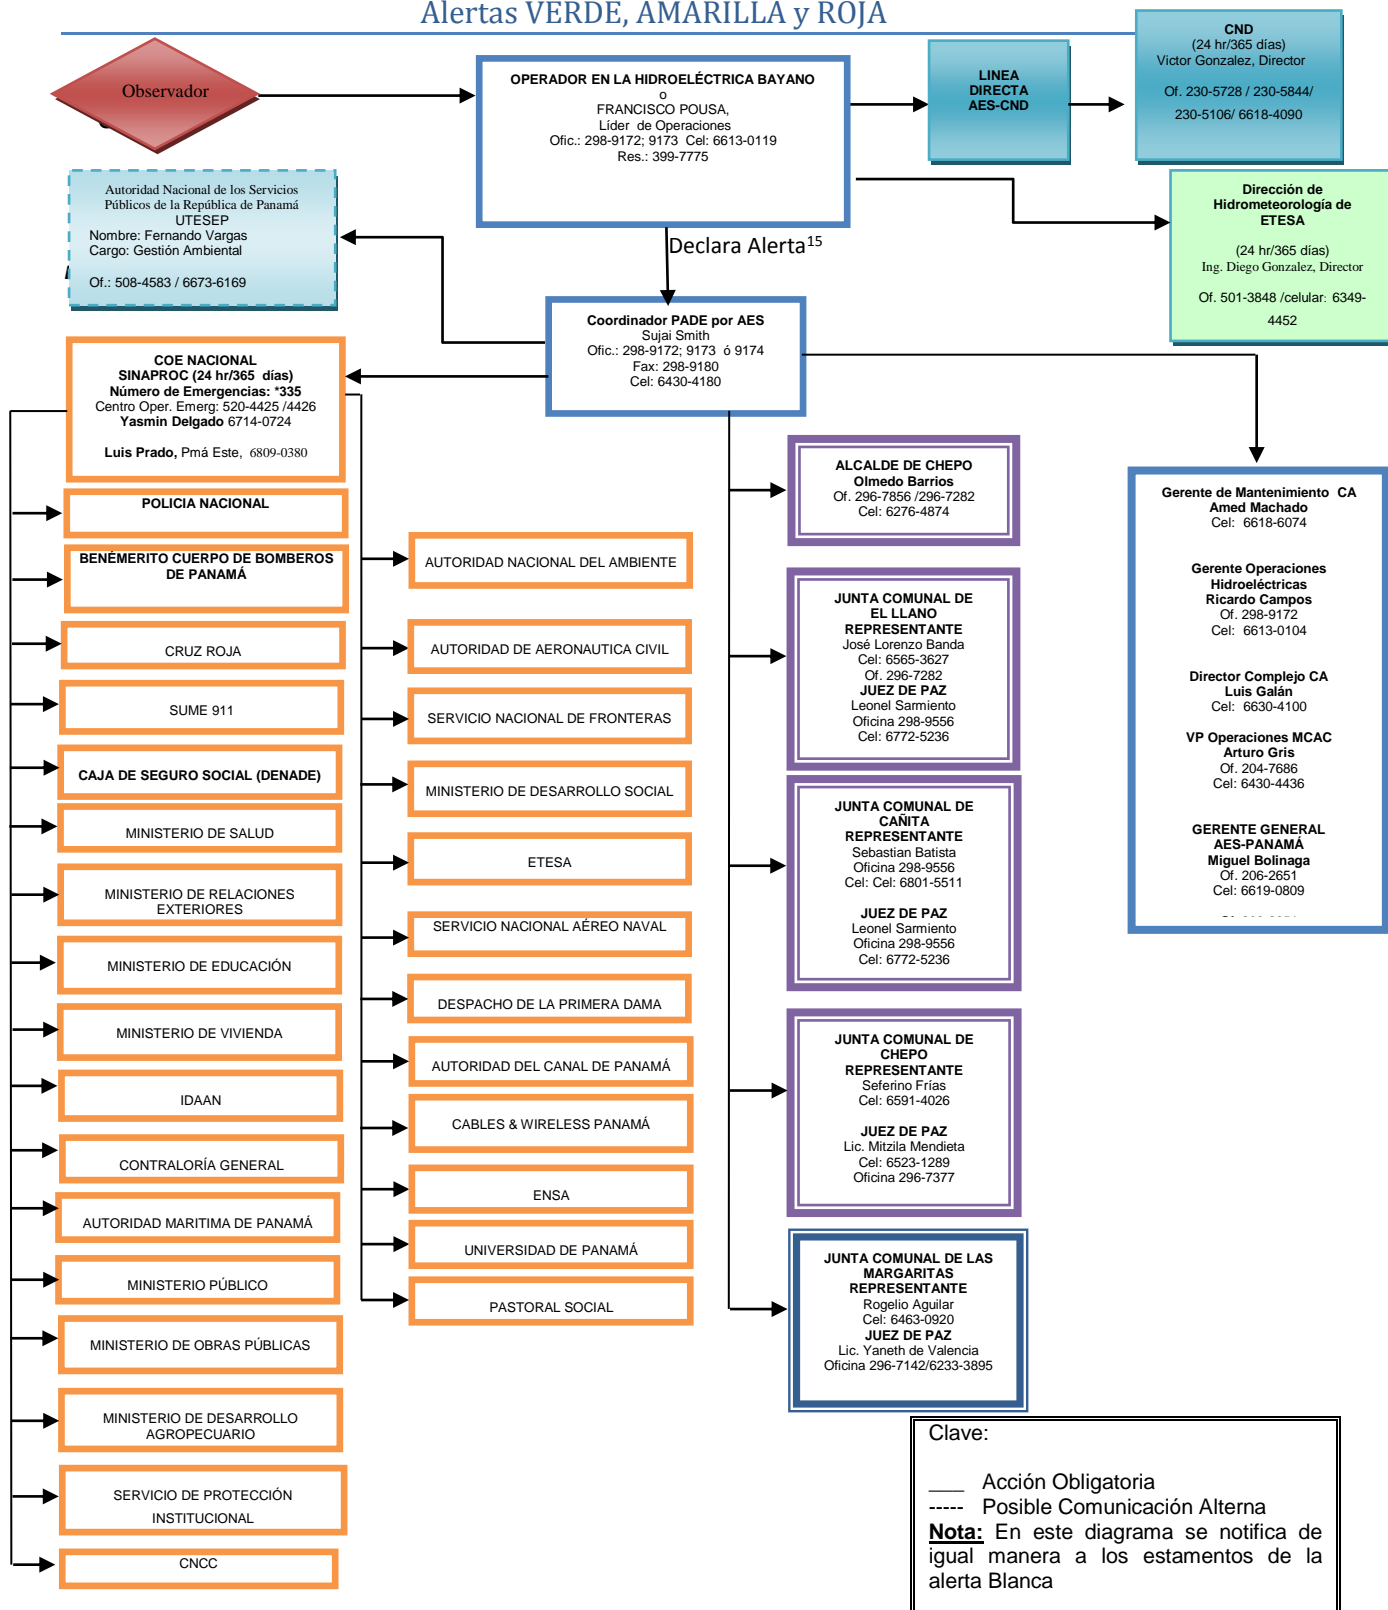 Alertas VERDE, AMARILLA y ROJA
Observador
OPERADOR EN LA HIDROELÉCTRICA BAYANO
o
FRANCISCO POUSA,
Líder de Operaciones
Ofic.: 298-9172; 9173 Cel: 6613-0119
Res.: 399-7775
LINEA
DIRECTA
AES-CND
CND
(24 hr/365 días)
Victor Gonzalez, Director
Of. 230-5728 / 230-5844/
230-5106/ 6618-4090
Autoridad Nacional de los Servicios
Públicos de la República de Panamá
UTESEP
Nombre: Fernando Vargas
Cargo: Gestión Ambiental
Of.: 508-4583 / 6673-6169
Dirección de
Hidrometeorología de
ETESA
(24 hr/365 días)
Ing. Diego Gonzalez, Director
Of. 501-3848 /celular: 6349-
4452
Declara Alerta15
Coordinador PADE por AES
Sujai Smith
Ofic.: 298-9172; 9173 ó 9174
Fax: 298-9180
Cel: 6430-4180
COE NACIONAL
SINAPROC (24 hr/365 días)
Número de Emergencias: *335
Centro Oper. Emerg: 520-4425 /4426
Yasmin Delgado 6714-0724
Luis Prado, Pmá Este, 6809-0380
POLICIA NACIONAL
BENÉMERITO CUERPO DE BOMBEROS
DE PANAMÁ
CRUZ ROJA
SUME 911
CAJA DE SEGURO SOCIAL (DENADE)
MINISTERIO DE SALUD
MINISTERIO DE RELACIONES
EXTERIORES
MINISTERIO DE EDUCACIÓN
MINISTERIO DE VIVIENDA
IDAAN
CONTRALORÍA GENERAL
AUTORIDAD MARITIMA DE PANAMÁ
MINISTERIO PÚBLICO
MINISTERIO DE OBRAS PÚBLICAS
MINISTERIO DE DESARROLLO
AGROPECUARIO
SERVICIO DE PROTECCIÓN
INSTITUCIONAL
CNCC
AUTORIDAD NACIONAL DEL AMBIENTE
AUTORIDAD DE AERONAUTICA CIVIL
SERVICIO NACIONAL DE FRONTERAS
MINISTERIO DE DESARROLLO SOCIAL
ETESA
SERVICIO NACIONAL AÉREO NAVAL
DESPACHO DE LA PRIMERA DAMA
AUTORIDAD DEL CANAL DE PANAMÁ
CABLES & WIRELESS PANAMÁ
ENSA
UNIVERSIDAD DE PANAMÁ
PASTORAL SOCIAL
ALCALDE DE CHEPO
Olmedo Barrios
Of. 296-7856 /296-7282
Cel: 6276-4874
JUNTA COMUNAL DE
EL LLANO
REPRESENTANTE
José Lorenzo Banda
Cel: 6565-3627
Of. 296-7282
JUEZ DE PAZ
Leonel Sarmiento
Oficina 298-9556
Cel: 6772-5236
JUNTA COMUNAL DE
CAÑITA
REPRESENTANTE
Sebastian Batista
Oficina 298-9556
Cel: Cel: 6801-5511
JUEZ DE PAZ
Leonel Sarmiento
Oficina 298-9556
Cel: 6772-5236
JUNTA COMUNAL DE
CHEPO
REPRESENTANTE
Seferino Frías
Cel: 6591-4026
JUEZ DE PAZ
Lic. Mitzila Mendieta
Cel: 6523-1289
Oficina 296-7377
JUNTA COMUNAL DE LAS
MARGARITAS
REPRESENTANTE
Rogelio Aguilar
Cel: 6463-0920
JUEZ DE PAZ
Lic. Yaneth de Valencia
Oficina 296-7142/6233-3895
Gerente de Mantenimiento CA
Amed Machado
Cel: 6618-6074
Gerente Operaciones
Hidroeléctricas
Ricardo Campos
Of. 298-9172
Cel: 6613-0104
Director Complejo CA
Luis Galán
Cel: 6630-4100
VP Operaciones MCAC
Arturo Gris
Of. 204-7686
Cel: 6430-4436
GERENTE GENERAL
AES-PANAMÁ
Miguel Bolinaga
Of. 206-2651
Cel: 6619-0809
Clave:
___ Acción Obligatoria
----- Posible Comunicación Alterna
Nota: En este diagrama se notifica de
igual manera a los estamentos de la
alerta Blanca